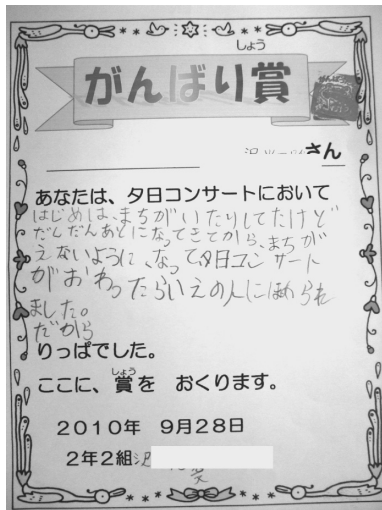 しょう
がんばり賞
さん
あなたは、夕日コンサートにおいて
はじめは、まちがいたりしてたけど
だんだんあとになってきてから、まちが
えないように、なって夕日コンサート
がおわったらいえの人にほめられ
ました。
だから
りっぱでした。
しょう
ここに、賞を おくります。
2010年 9月28日
2年2組